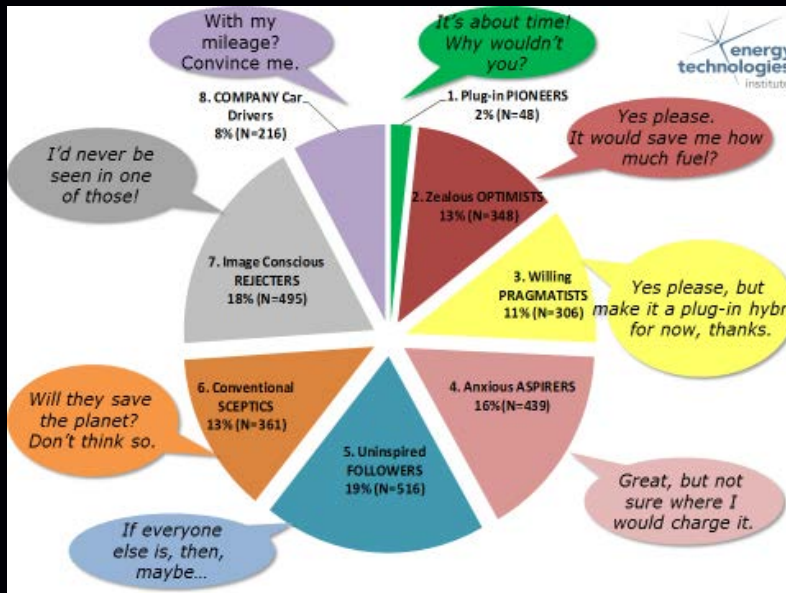 With my
mileage?
Convince me.
It's about time!
Why wouldn't
you?
energy
technologies
institute
8. COMPANY Car
Drivers
8% (N=216)
1. Plug-in PIONEERS
2% (N=48)
Yes please.
It would save me how
much fuel?
I'd never be
seen in one
of those!
2. Zealous OPTIMISTS
13% (N=348)
7. Image Conscious
REJECTERS
18% (N=495)
3. Willing
PRAGMATISTS
11% (N=306)
Yes please, but
make it a plug-in hybr
for now, thanks.
6. Conventional
SCEPTICS
13% (N=361)
4. Anxious ASPIRERS
16% (N=439)
Will they save
the planet?
Don't think so.
5. Uninspired
FOLLOWERS
19% (N=516)
Great, but not
sure where I
would charge it.
If everyone
else is, then,
maybe…